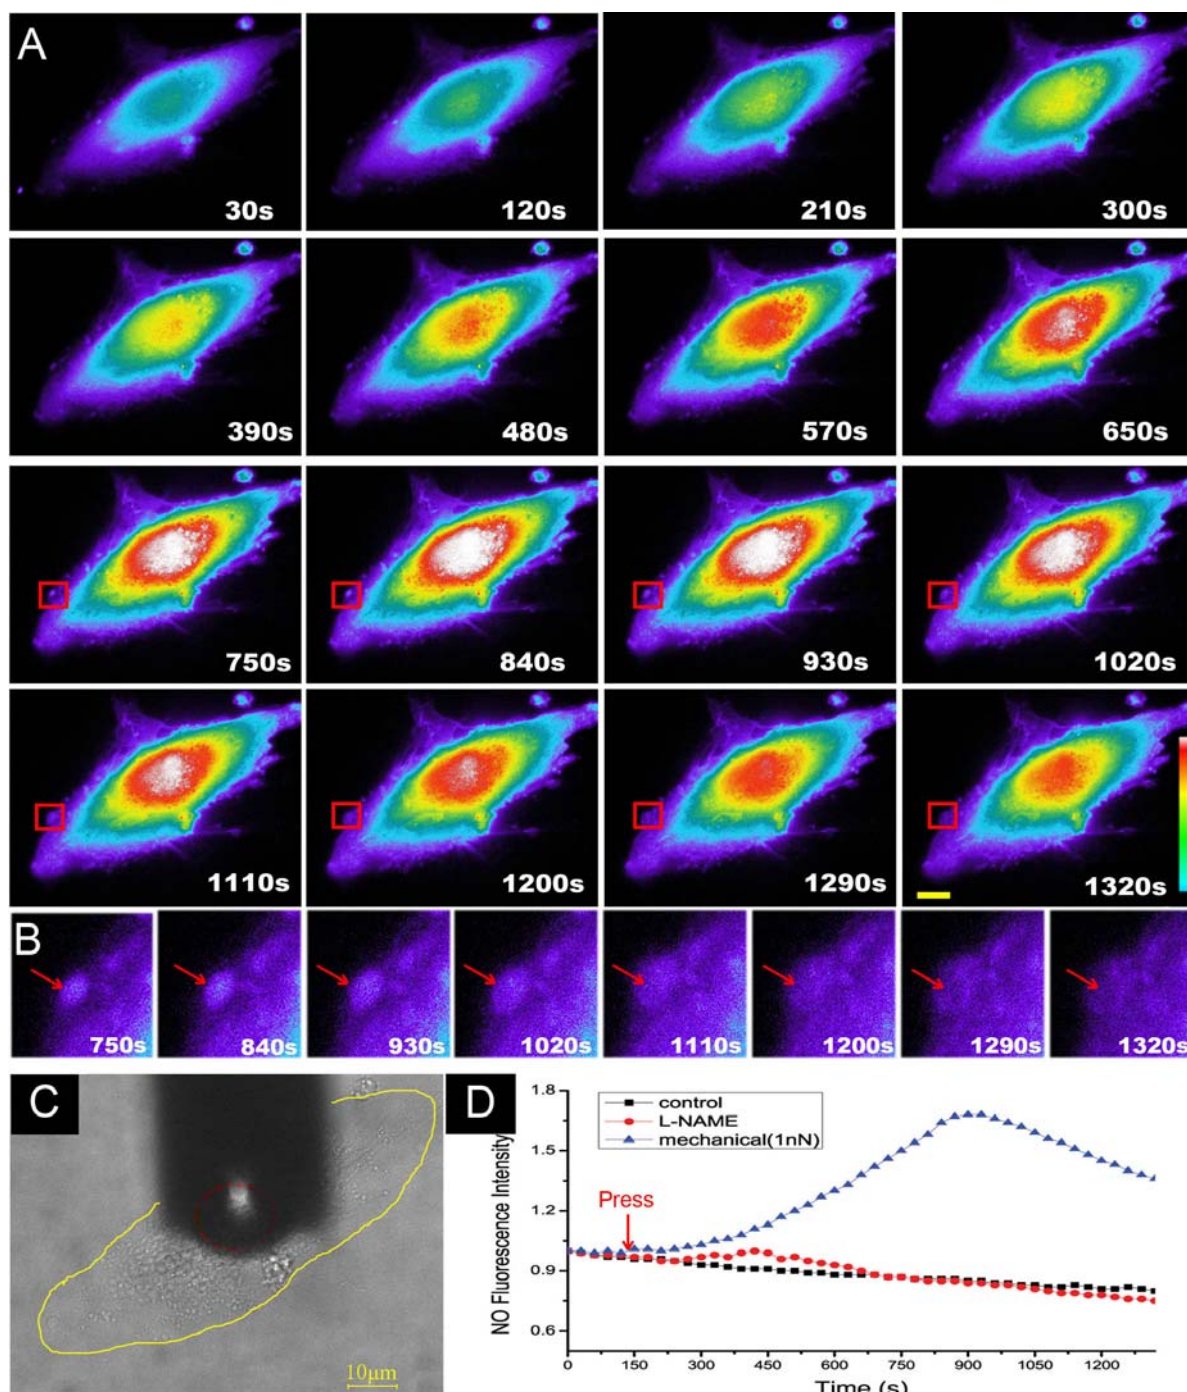 A
30s
120s
210s
300s
390s
480s
570s
650s
750s
840s
930s
1020s
1110s
1200s
1290s
1320s
B
750s
840s
930s
1020s
1110s
1200s
1290s
1320s
C
10μm
D
NO Fluorescence Intensity
1.8
1.5
1.2
0.9
0.6
control
L-NAME
mechanical(1nN)
Press
0
150
300
450
600
750
900
1050
1200
Time (s)